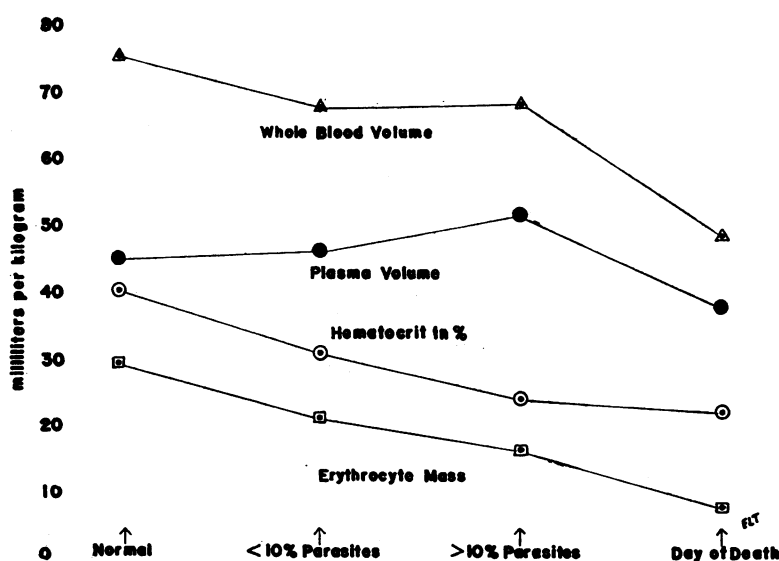 80
70
60
50
40
30
20
10
0
milliliters per kilogram
Whole Blood Volume
Plasma Volume
Hematocrit in %
Erythrocyte Mass
FLT
Normal
<10% Parasites
>10% Parasites
Day of Death